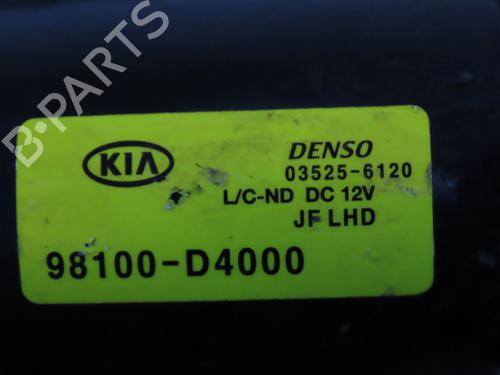 B-PARTS
KIA
DENSO
03525-6120
L/C-ND DC 12V
JF LHD
98100-D4000